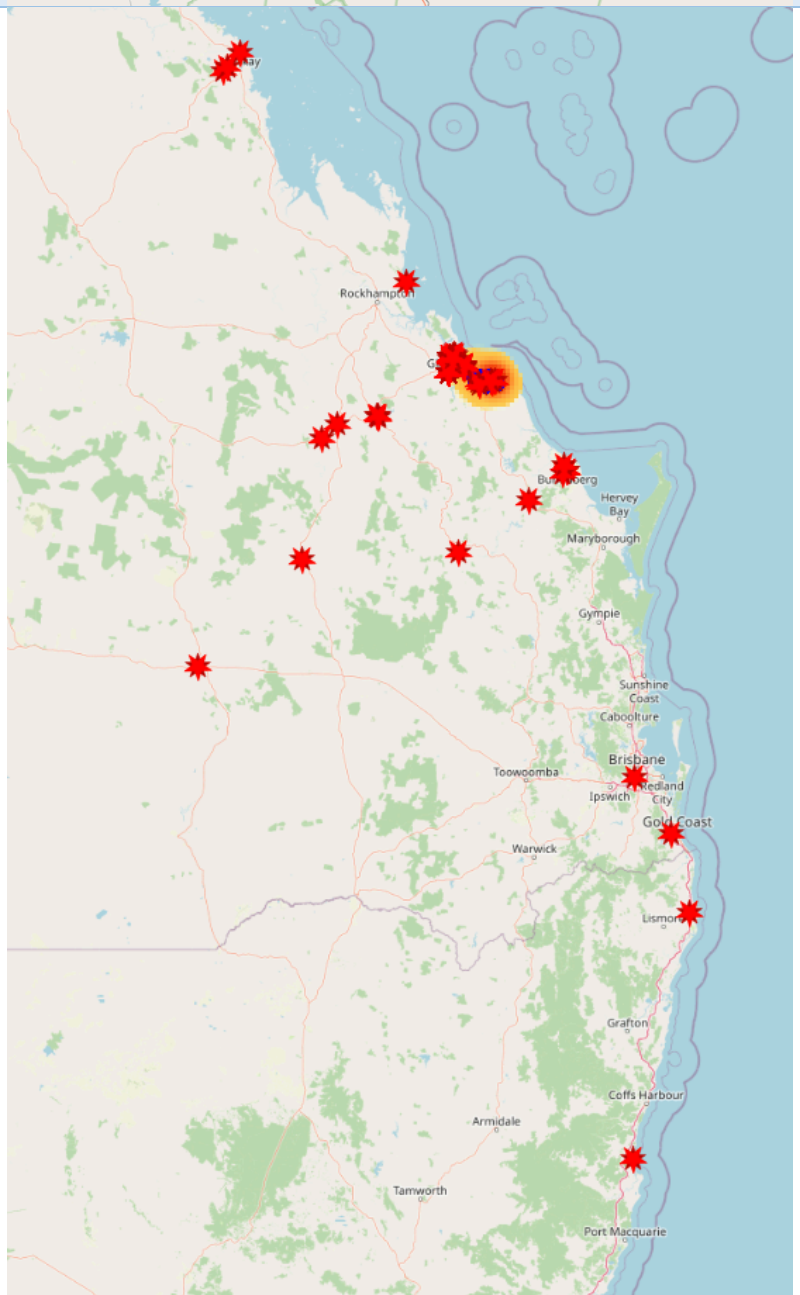 Rockhampton
Hervey
Bay
Maryborough
Gympie
Sunshine
Coast
Caboolture
Brisbane
Toowoomba
Redland
Ipswich
City
Gold Coast
Warwick
Lismore
Grafton
Coffs Harbour
Armidale
Tamworth
Port Macquarie